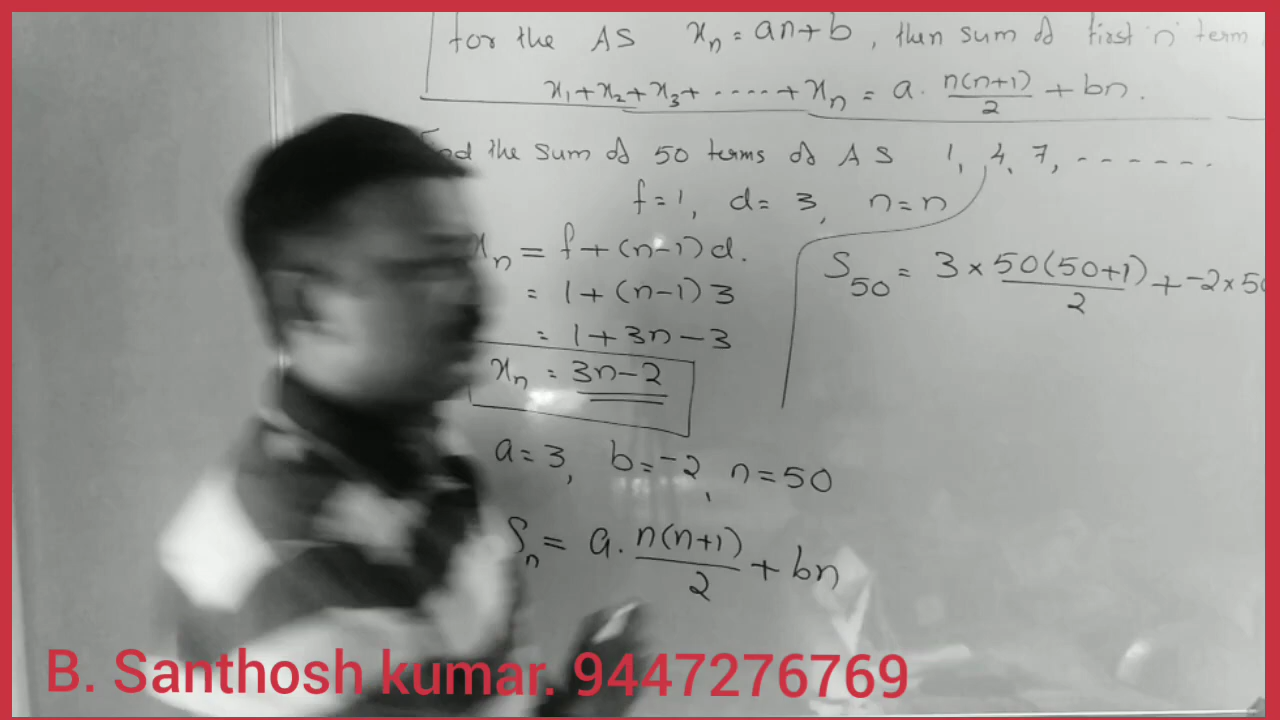 for the AS xₙ = an+b, then sum of first n term
x₁+x₂+x₃+ .....+xₙ = a. n(n+1)/2 + bn.
the sum of 50 terms of AS 1, 4, 7, - - - - - - .
f=1, d= 3, n=n
xₙ = f+(n-1)d.
= 1+(n-1)3
= 1+3n-3
xₙ = 3n-2
a=3, b=-2, n=50
Sₙ = a. n(n+1)/2 + bn
S₅₀ = 3 × 50(50+1)/2 + -2×50
B. Santhosh kumar. 9447276769